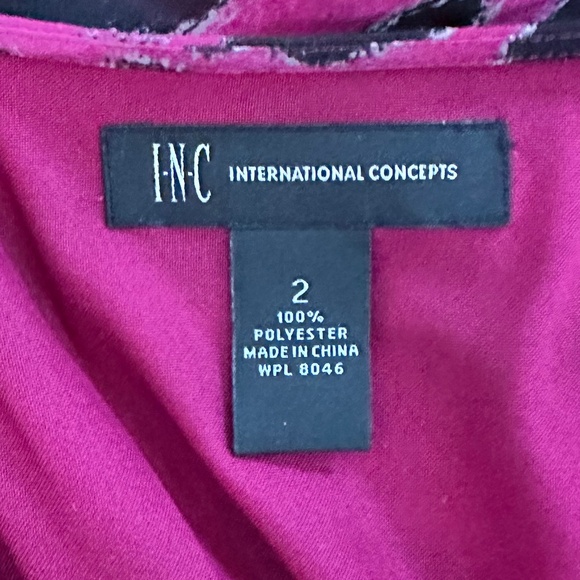 I·N·C INTERNATIONAL CONCEPTS
2
100%
POLYESTER
MADE IN CHINA
WPL 8046